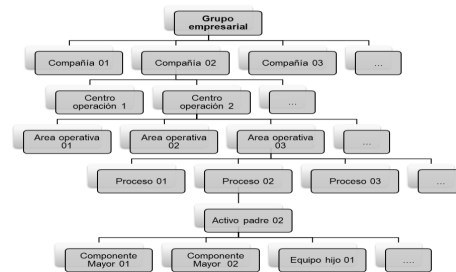 Grupo
empresarial
Compañía 01
Compañía 02
Compañía 03
...
Centro
operación 1
Centro
operación 2
...
Area operativa
01
Area operativa
02
Area operativa
03
...
Proceso 01
Proceso 02
Proceso 03
...
Activo padre 02
Componente
Mayor 01
Componente
Mayor 02
Equipo hijo 01
....